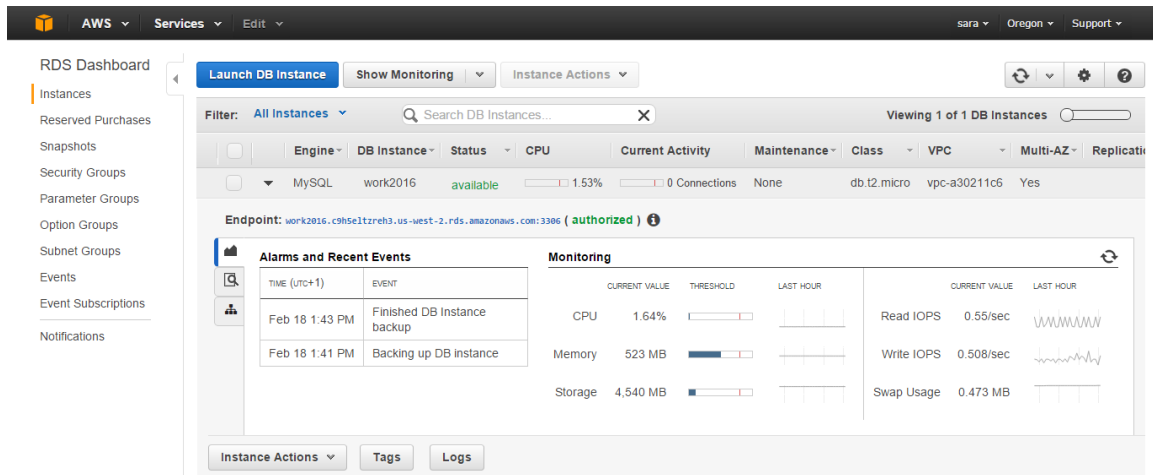 AWS Services Edit sara Oregon Support
RDS Dashboard
Instances
Reserved Purchases
Snapshots
Security Groups
Parameter Groups
Option Groups
Subnet Groups
Events
Event Subscriptions
Notifications
Launch DB Instance Show Monitoring Instance Actions
Filter: All Instances Search DB Instances... Viewing 1 of 1 DB Instances
Engine DB Instance Status CPU Current Activity Maintenance Class VPC Multi-AZ Replicatio
MySQL work2016 available 1.53% 0 Connections None db.t2.micro vpc-a30211c6 Yes
Endpoint: work2016.c9h5eltzreh3.us-west-2.rds.amazonaws.com:3306 ( authorized )
Alarms and Recent Events
TIME (UTC+1) EVENT
Feb 18 1:43 PM Finished DB Instance backup
Feb 18 1:41 PM Backing up DB instance
Monitoring
CURRENT VALUE THRESHOLD LAST HOUR CURRENT VALUE LAST HOUR
CPU 1.64% Read IOPS 0.55/sec
Memory 523 MB Write IOPS 0.508/sec
Storage 4,540 MB Swap Usage 0.473 MB
Instance Actions Tags Logs